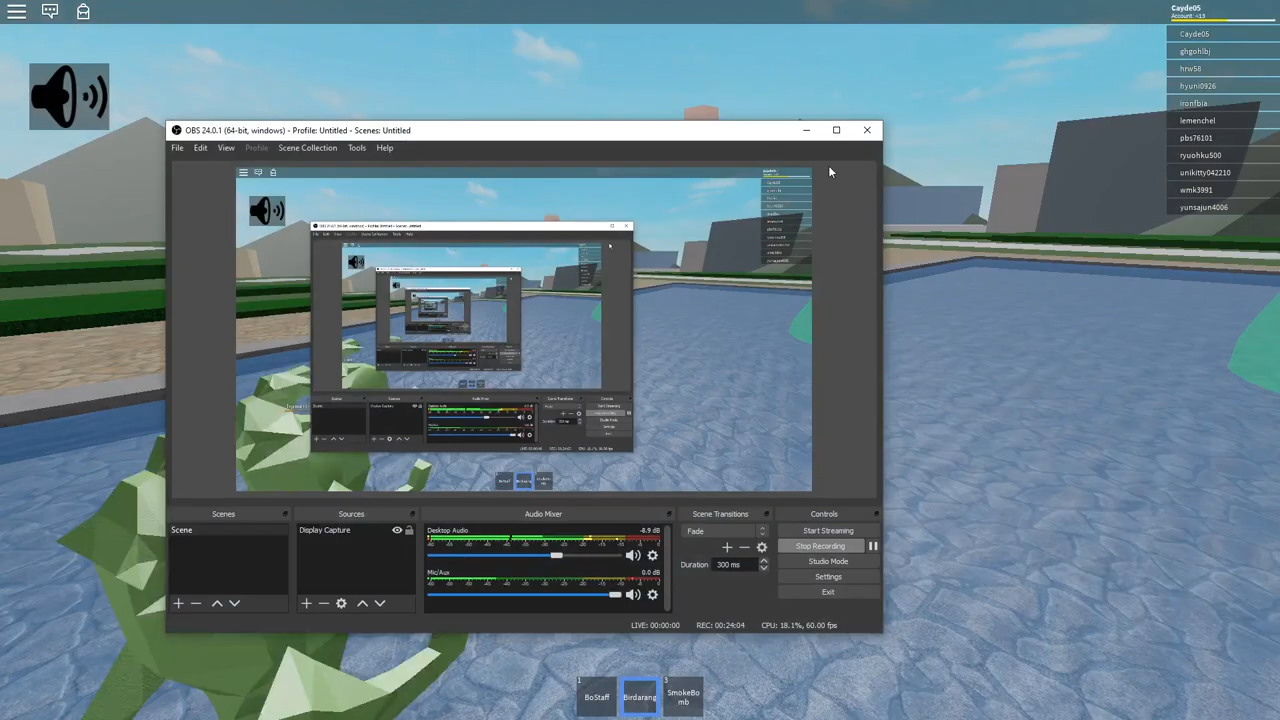 Cayde05
Account: <13
Cayde05
ghgohlbj
hrw58
hyuni0926
ironfbia
lemenchel
pbs76101
ryuohku500
unikitty042210
wmk3991
yunsajun4006
OBS 24.0.1 (64-bit, windows) - Profile: Untitled - Scenes: Untitled
File Edit View Profile Scene Collection Tools Help
Scenes
Scene
Sources
Display Capture
Audio Mixer
Desktop Audio -8.9 dB
Mic/Aux 0.0 dB
Scene Transitions
Fade
Duration 300 ms
Controls
Start Streaming
Stop Recording
Studio Mode
Settings
Exit
LIVE: 00:00:00 REC: 00:24:04 CPU: 18.1%, 60.00 fps
1
BoStaff
Birdarang
3
SmokeBo
mb